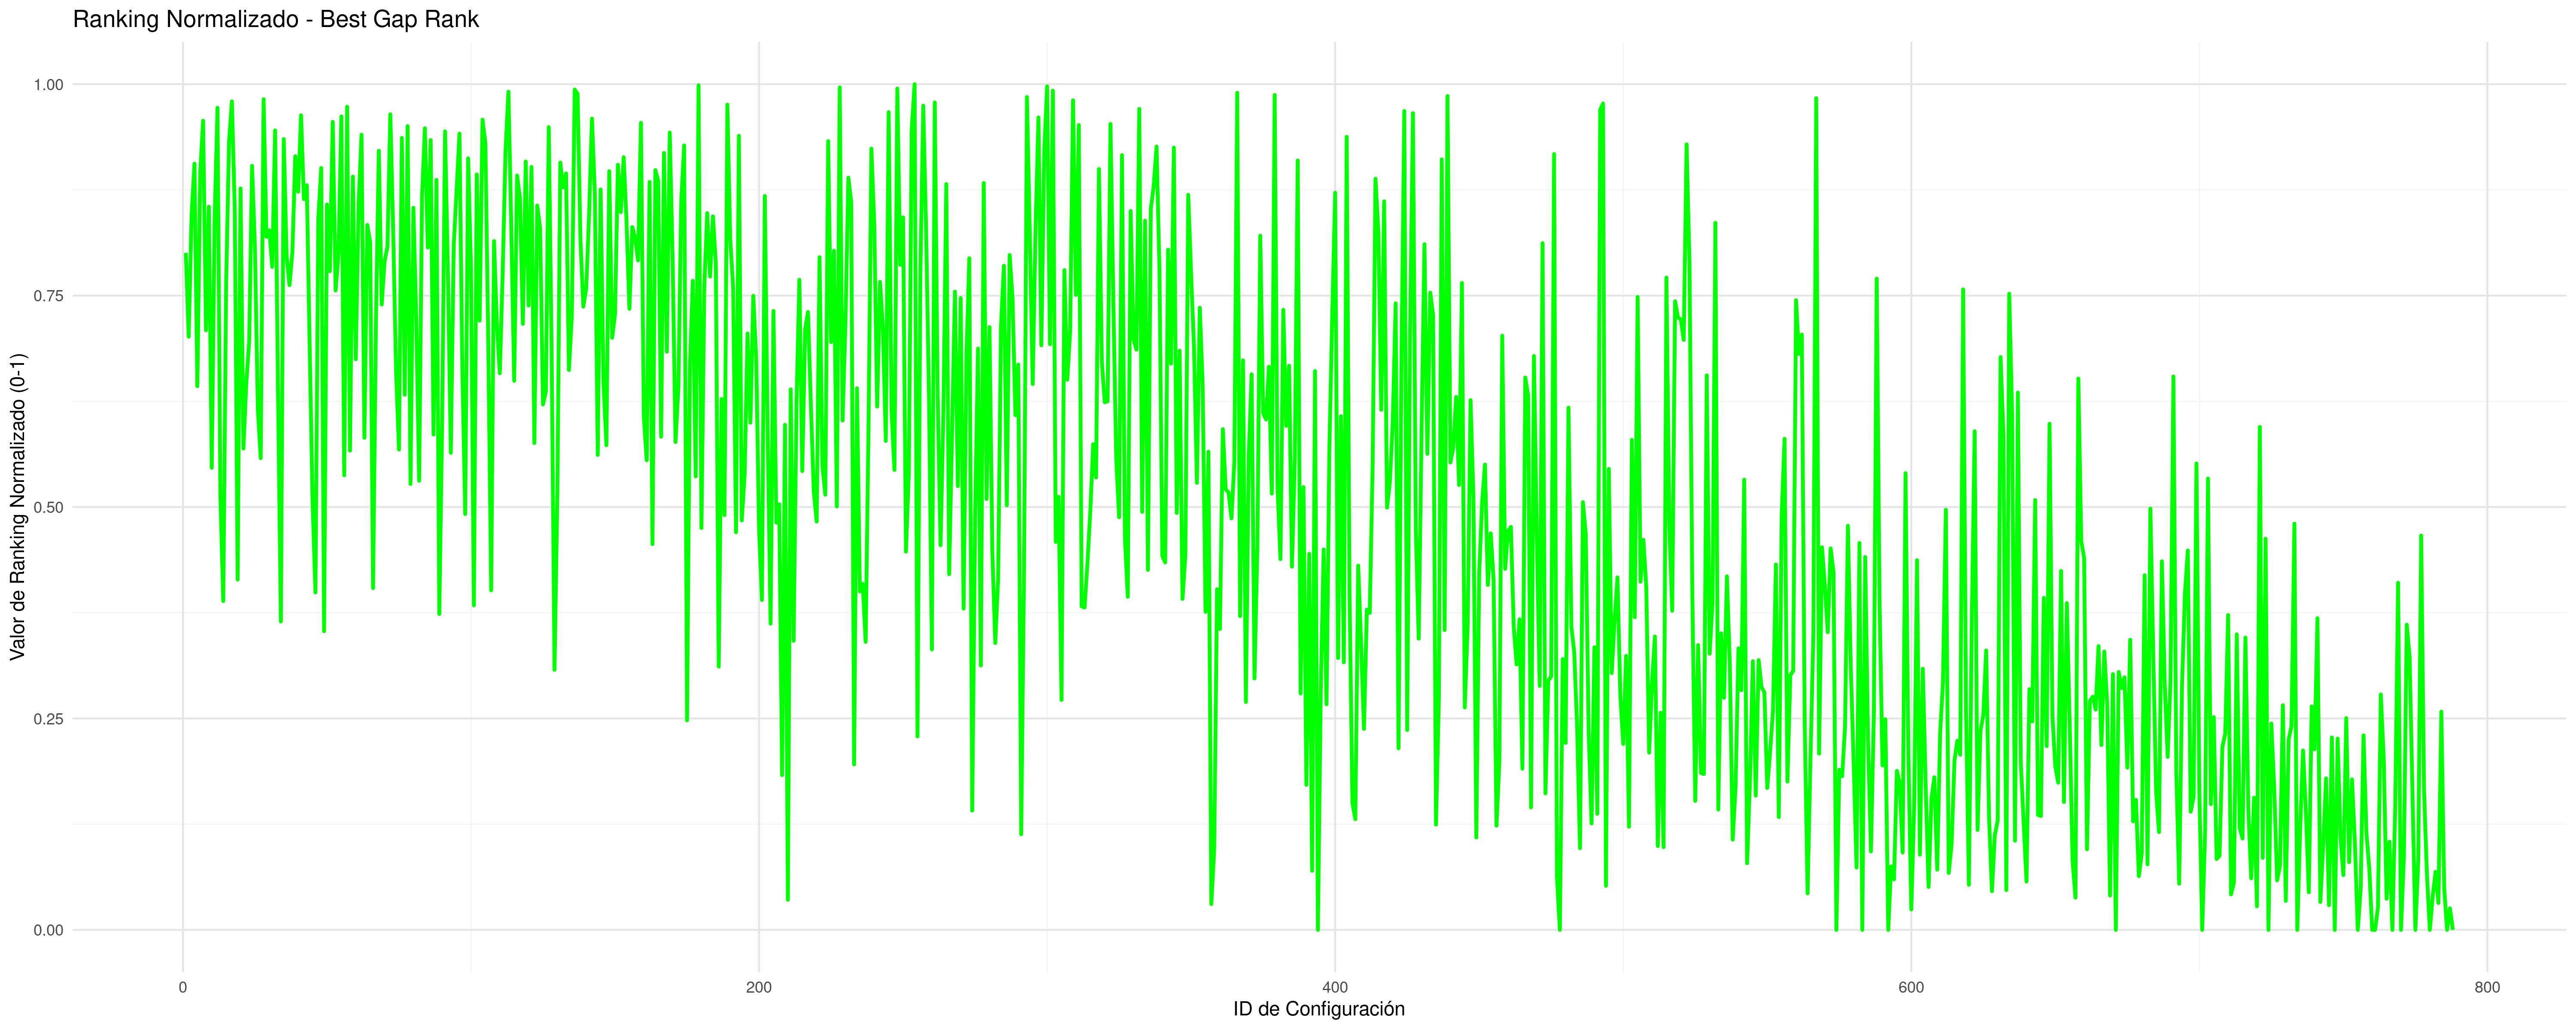 Ranking Normalizado - Best Gap Rank
Valor de Ranking Normalizado (0-1)
1.00
0.75
0.50
0.25
0.00
0 200 400 600 800
ID de Configuración